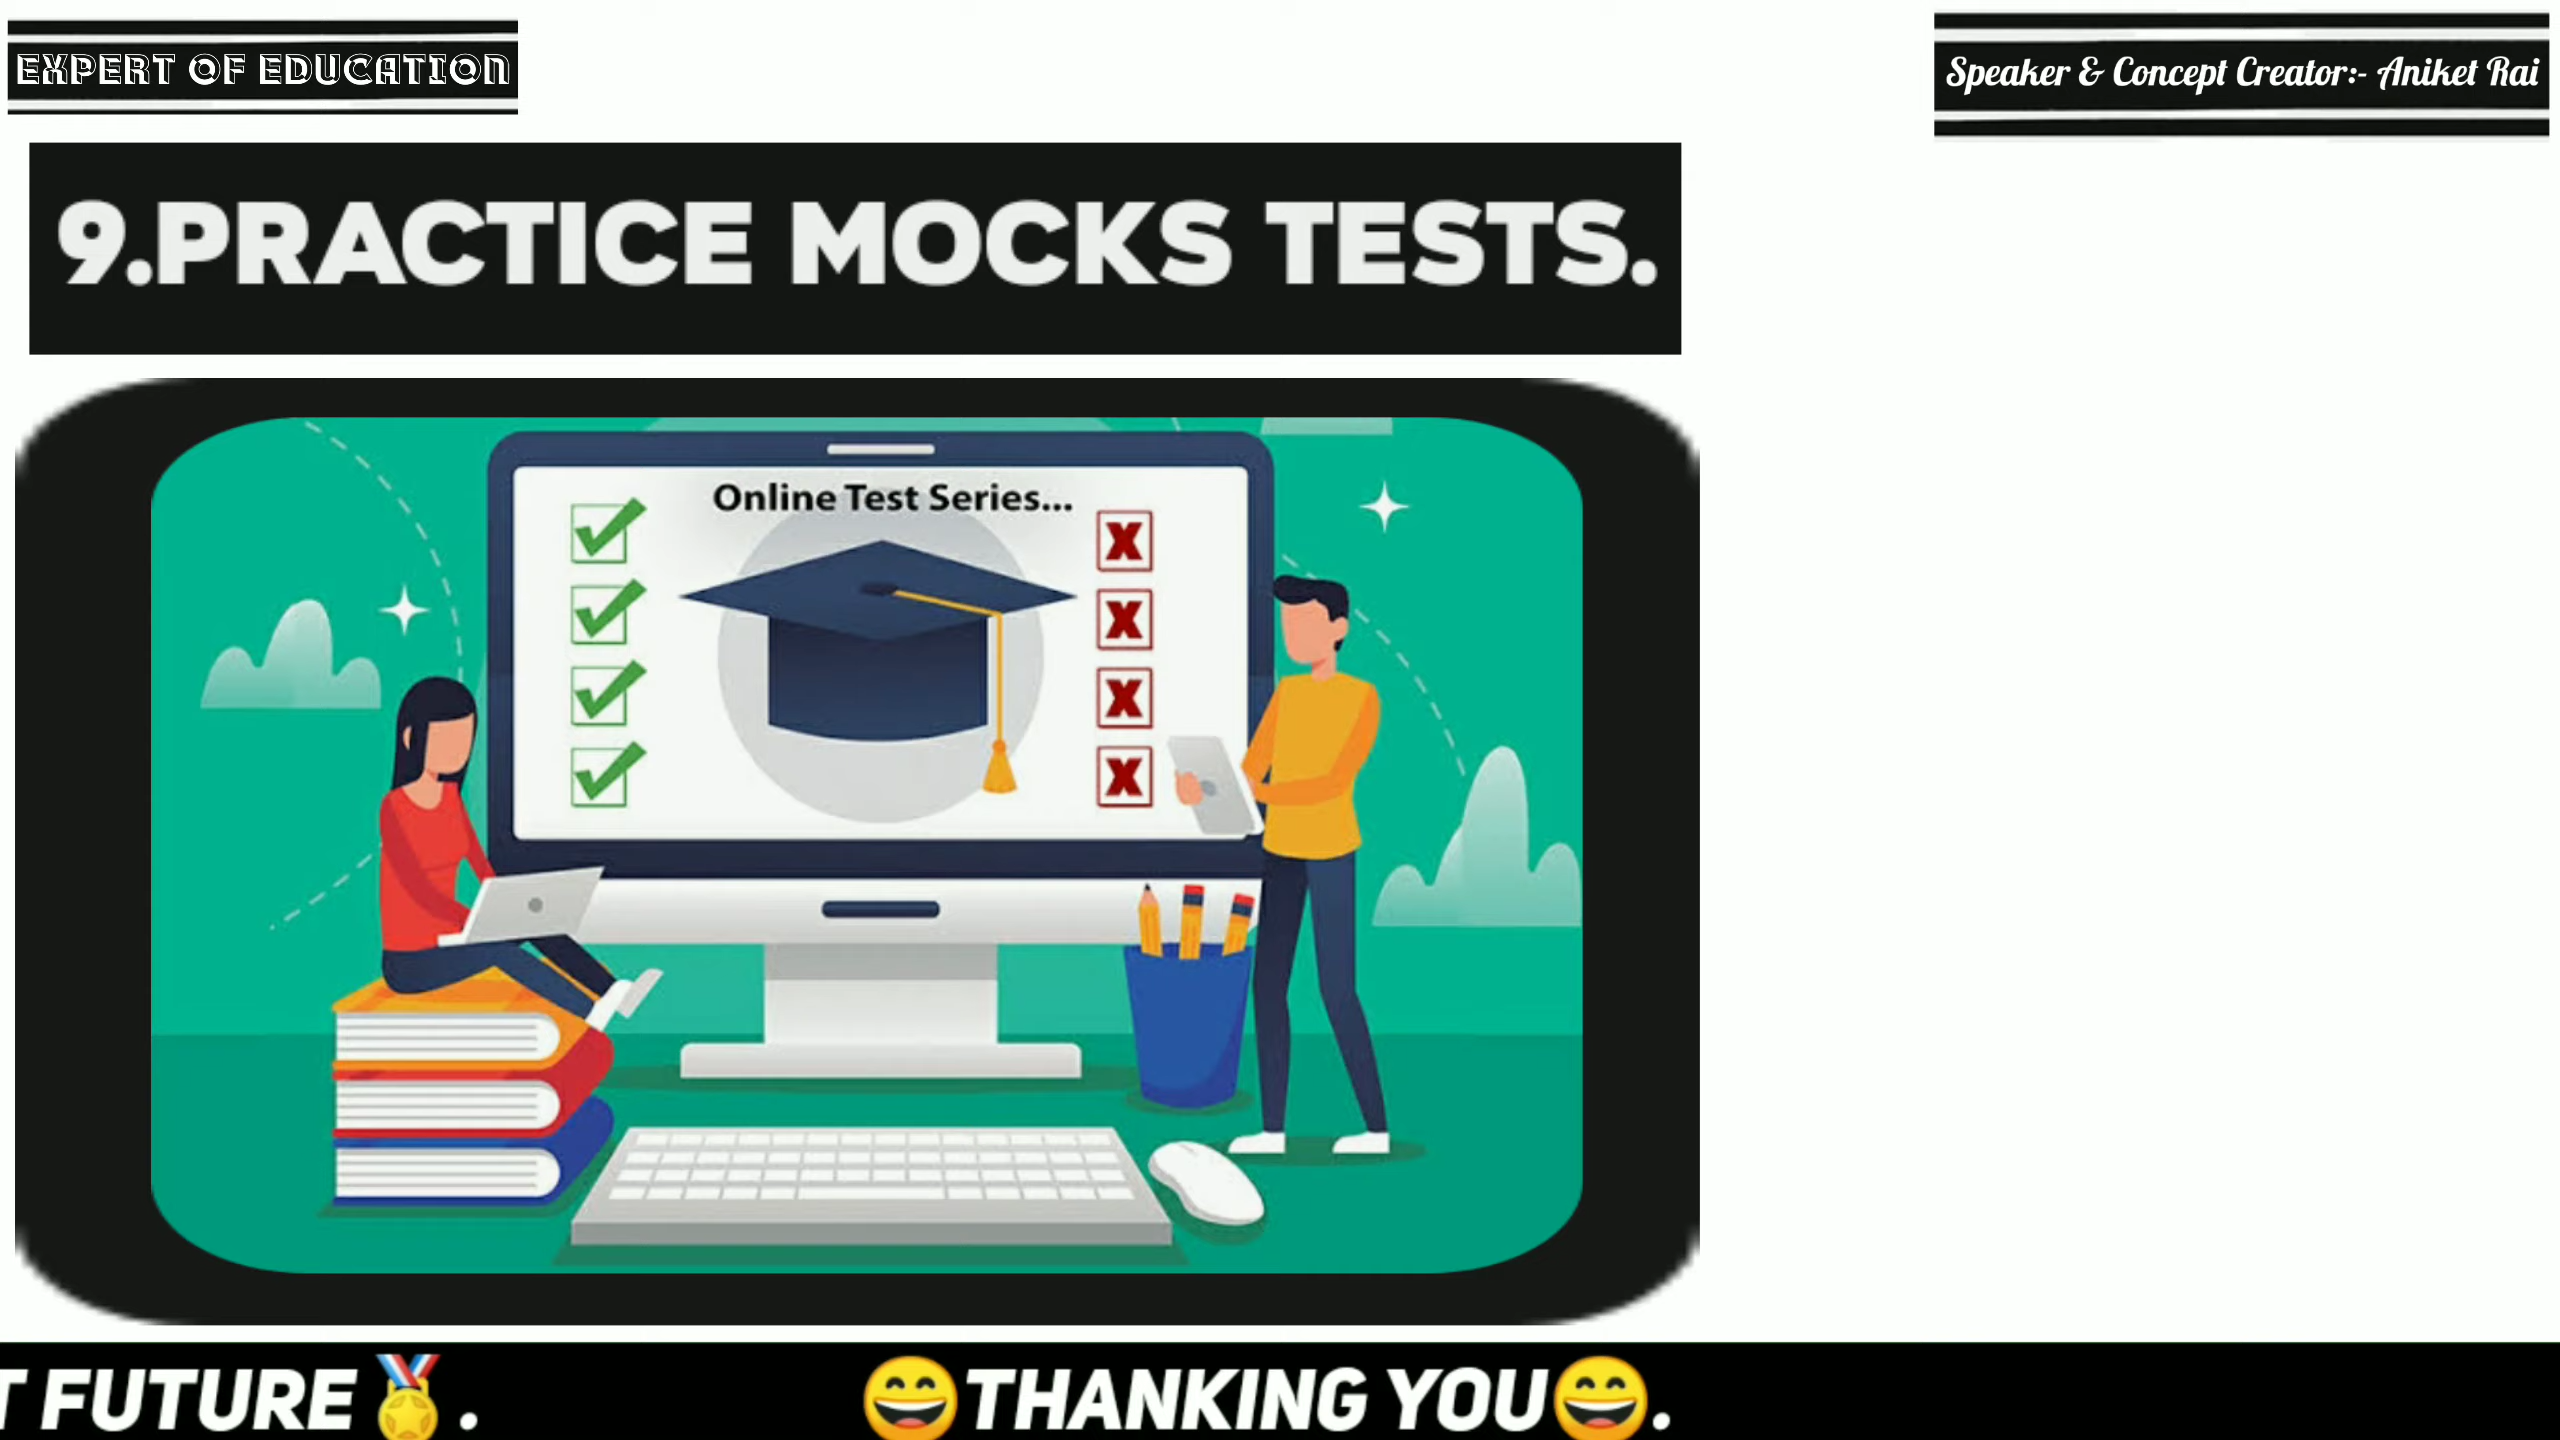 EXPERT OF EDUCATION
Speaker & Concept Creator:- Aniket Rai
9.PRACTICE MOCKS TESTS.
Online Test Series...
X
X
X
X
T FUTURE🏅. 😄THANKING YOU😄.